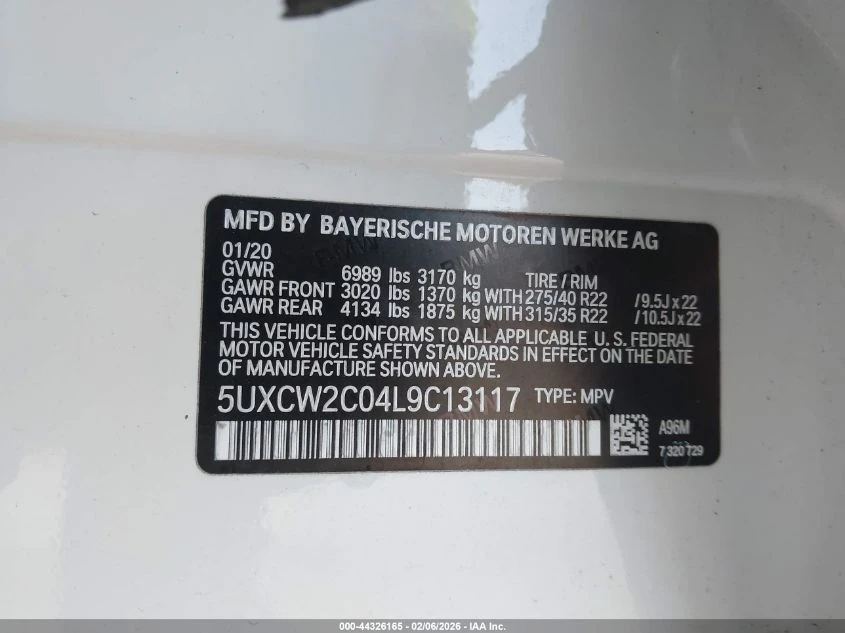 MFD BY BAYERISCHE MOTOREN WERKE AG
01/20
GVWR 6989 lbs 3170 kg TIRE / RIM
GAWR FRONT 3020 lbs 1370 kg WITH 275/40 R22 /9.5J x 22
GAWR REAR 4134 lbs 1875 kg WITH 315/35 R22 /10.5J x 22
THIS VEHICLE CONFORMS TO ALL APPLICABLE U. S. FEDERAL
MOTOR VEHICLE SAFETY STANDARDS IN EFFECT ON THE DATE
OF MANUFACTURE SHOWN ABOVE.
5UXCW2C04L9C13117 TYPE: MPV
A96M
7 320 729
000-44326165 - 02/06/2026 - IAA Inc.